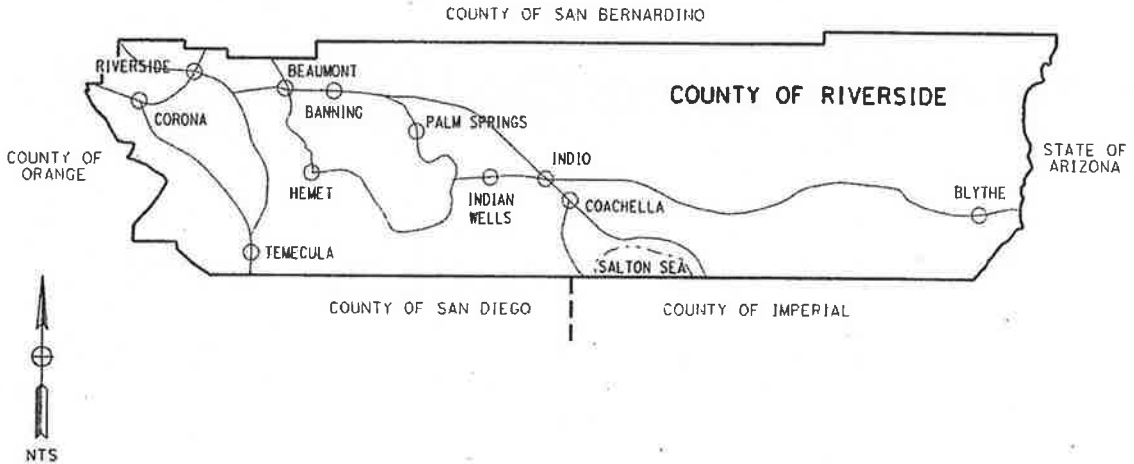 COUNTY OF SAN BERNARDINO
RIVERSIDE
BEAUMONT
COUNTY OF RIVERSIDE
CORONA
BANNING
PALM SPRINGS
COUNTY OF
ORANGE
STATE OF
ARIZONA
INDIO
HEMET
INDIAN
WELLS
COACHELLA
BLYTHE
TEMECULA
SALTON SEA
COUNTY OF SAN DIEGO
COUNTY OF IMPERIAL
NTS